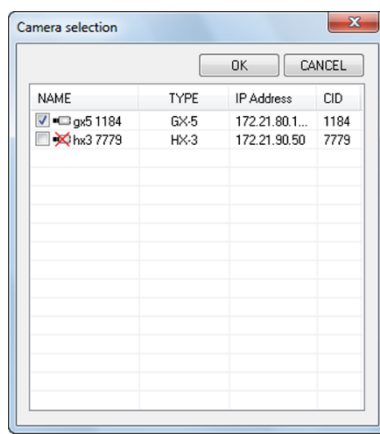 Camera selection
OK CANCEL
NAME TYPE IP Address CID
gx5 1184 GX-5 172.21.80.1... 1184
hx3 7779 HX-3 172.21.90.50 7779